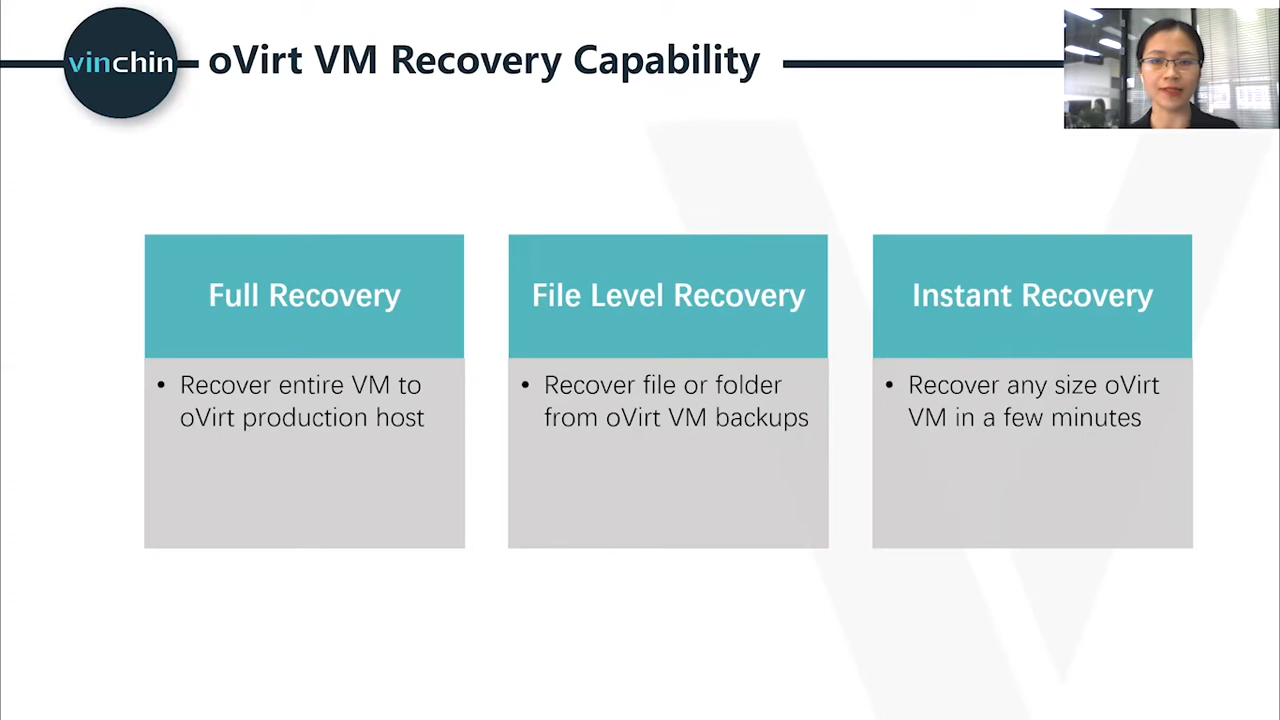 vinchin
oVirt VM Recovery Capability
Full Recovery
• Recover entire VM to
oVirt production host
File Level Recovery
• Recover file or folder
from oVirt VM backups
Instant Recovery
• Recover any size oVirt
VM in a few minutes